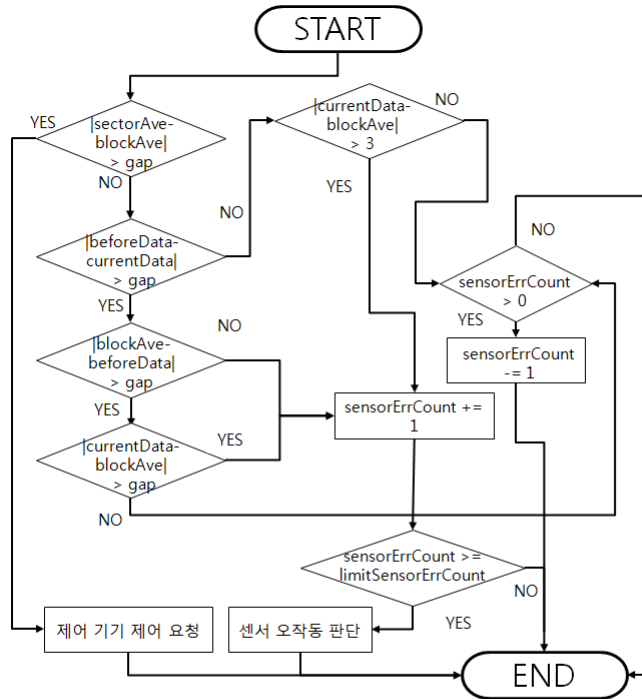 START
YES
|sectorAve-
blockAve|
> gap
NO
|currentData-
blockAve|
> 3
NO
YES
NO
|beforeData-
currentData|
> gap
YES
NO
sensorErrCount
> 0
YES
|blockAve-
beforeData|
> gap
NO
YES
sensorErrCount
-= 1
sensorErrCount +=
1
|currentData-
blockAve|
> gap
YES
NO
sensorErrCount >=
limitSensorErrCount
NO
YES
제어 기기 제어 요청
센서 오작동 판단
END